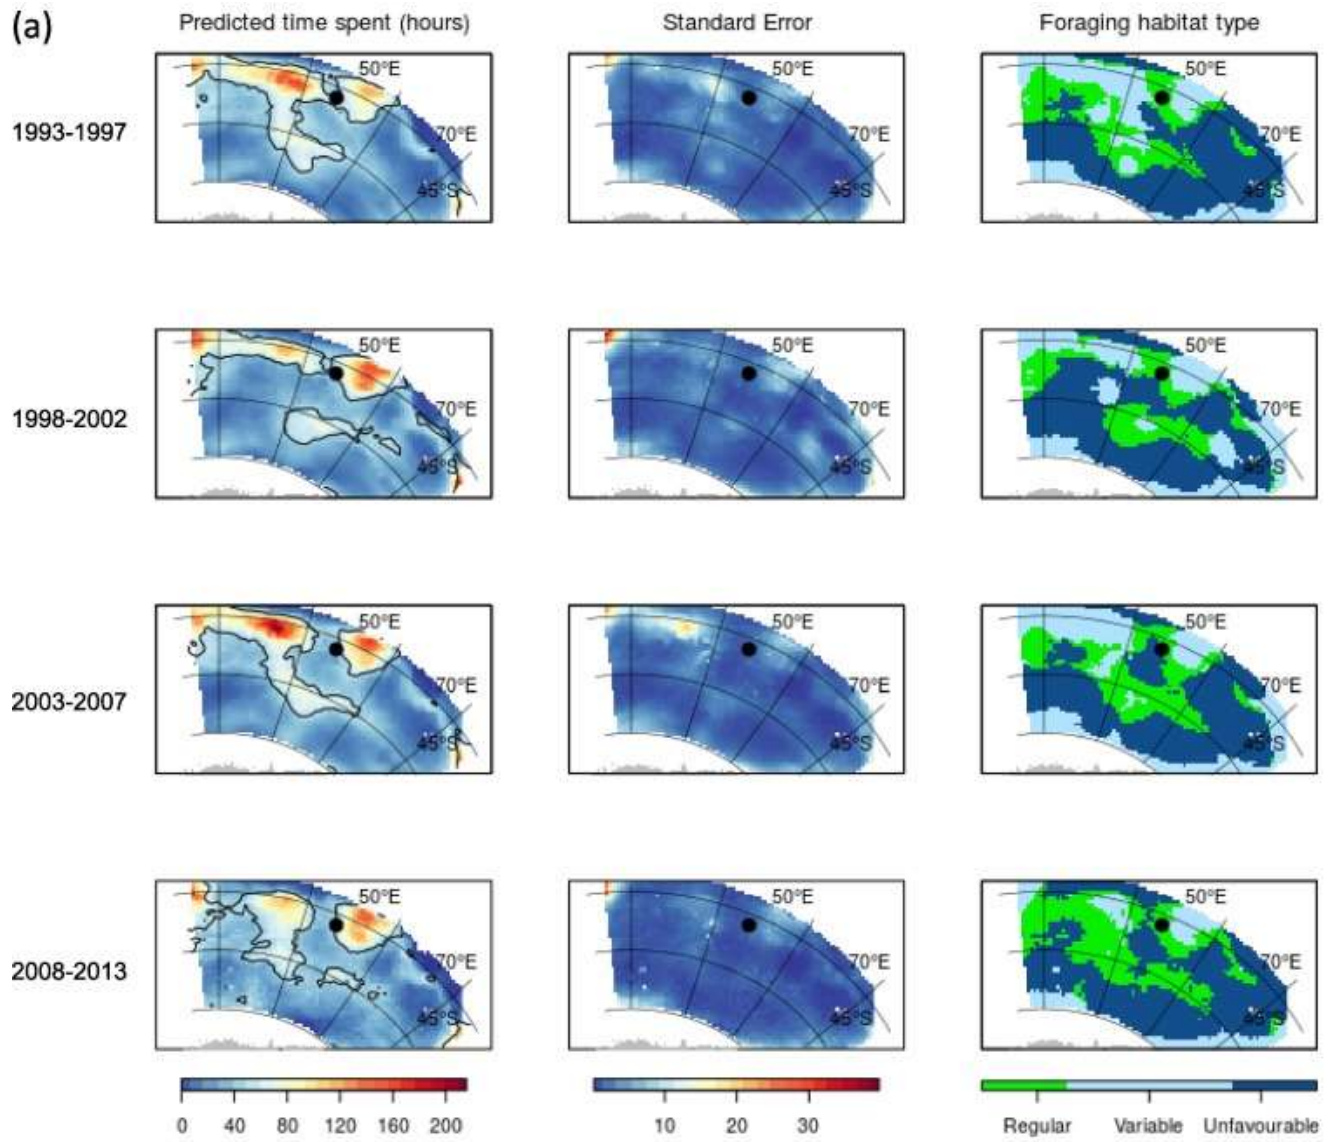 (a)
Predicted time spent (hours) Standard Error Foraging habitat type
50°E 50°E 50°E
1993-1997
70°E 70°E 70°E
45°S 45°S 45°S
50°E 50°E 50°E
1998-2002
70°E 70°E 70°E
45°S 45°S 45°S
50°E 50°E 50°E
2003-2007
70°E 70°E 70°E
45°S 45°S 45°S
50°E 50°E 50°E
2008-2013
70°E 70°E 70°E
45°S 45°S 45°S
0 40 80 120 160 200 10 20 30 Regular Variable Unfavourable